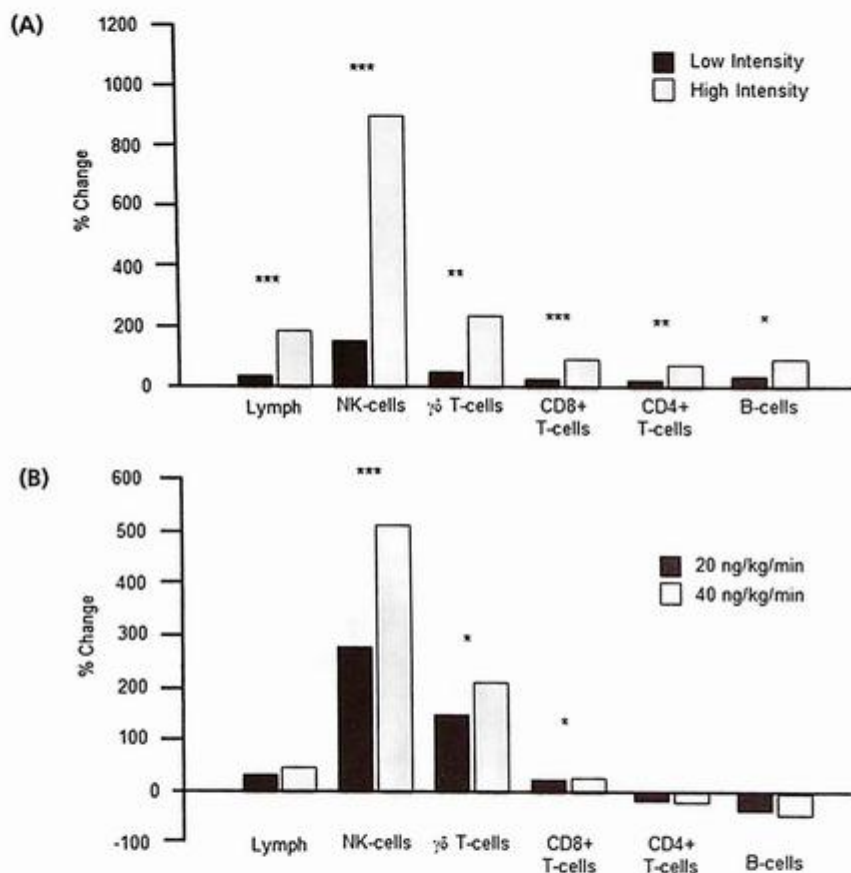 (A)
1200
1000
800
600
400
200
0
% Change
Low Intensity
High Intensity
***
***
**
***
**
*
Lymph
NK-cells
γδ T-cells
CD8+
T-cells
CD4+
T-cells
B-cells
(B)
600
500
400
300
200
100
0
-100
% Change
20 ng/kg/min
40 ng/kg/min
***
*
*
Lymph
NK-cells
γδ T-cells
CD8+
T-cells
CD4+
T-cells
B-cells